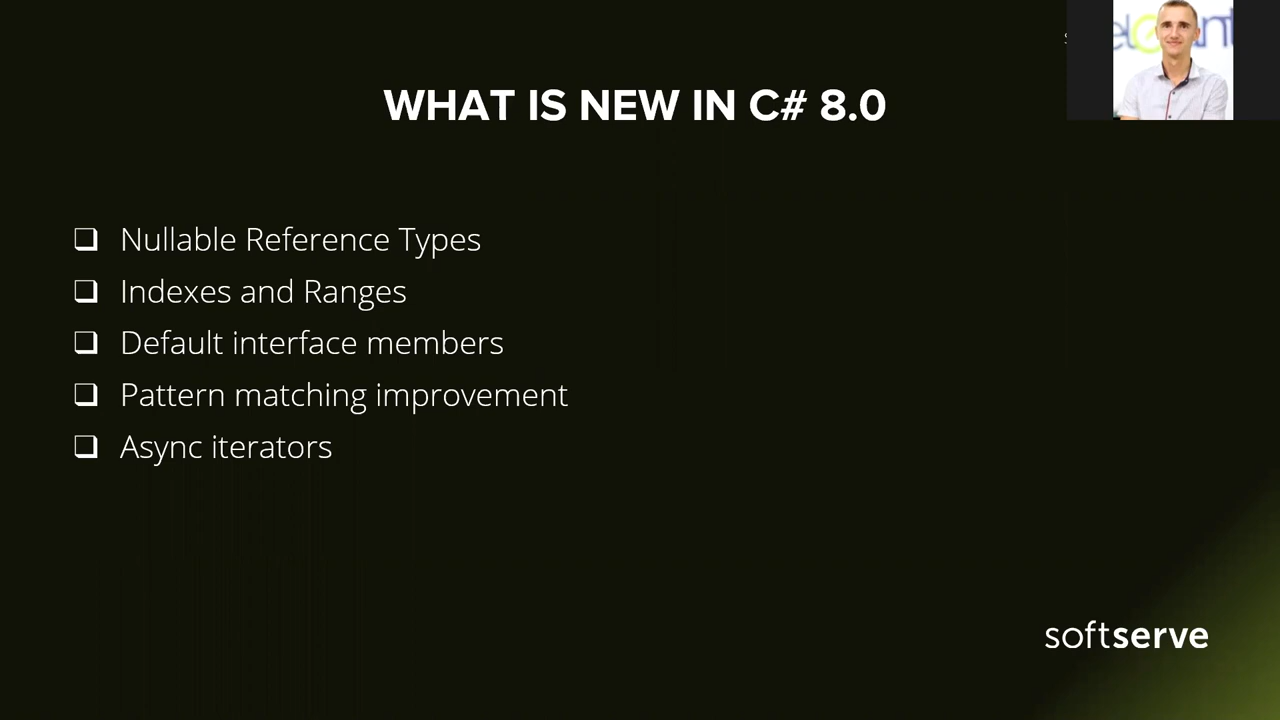 WHAT IS NEW IN C# 8.0
❑ Nullable Reference Types
❑ Indexes and Ranges
❑ Default interface members
❑ Pattern matching improvement
❑ Async iterators
softserve